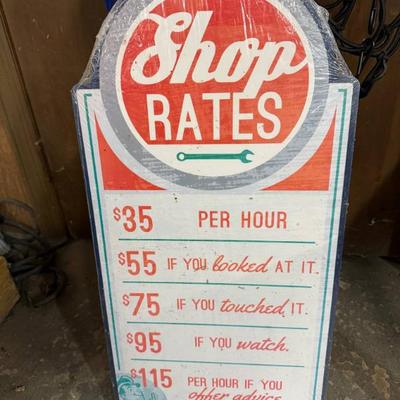 Shop
RATES
$35 PER HOUR
$55 IF YOU looked AT IT.
$75 IF YOU touched IT.
$95 IF YOU watch.
$115 PER HOUR IF YOU
offer advice